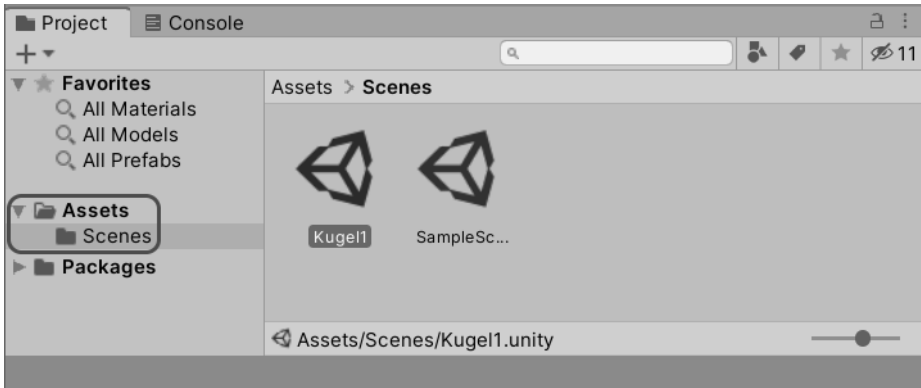 Project Console
11
Favorites
All Materials
All Models
All Prefabs
Assets
Scenes
Packages
Assets > Scenes
Kugel1 SampleSc...
Assets/Scenes/Kugel1.unity